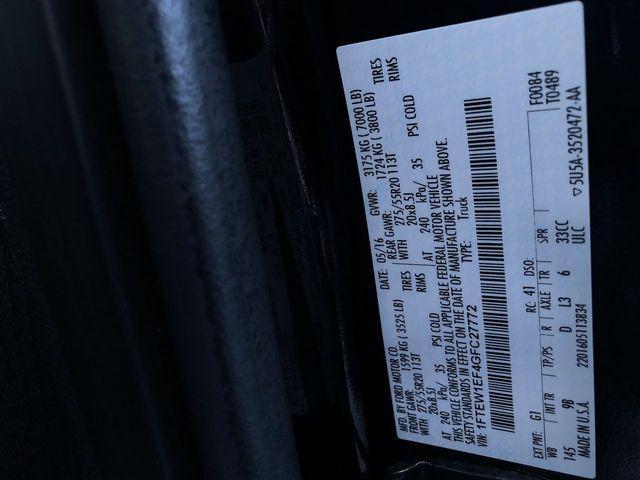 MFD. BY FORD MOTOR CO. DATE: 05/16 GVWR: 3175 KG ( 7000 LB)
FRONT GAWR: 1599 KG (3525 LB) REAR GAWR: 1724 KG ( 3800 LB)
275/55R20 113T TIRES WITH 275/55R20 113T TIRES
WITH 20x8.5J RIMS 20x8.5J RIMS
AT 240 kPa/ 35 PSI COLD AT 240 kPa/ 35 PSI COLD
THIS VEHICLE CONFORMS TO ALL APPLICABLE FEDERAL MOTOR VEHICLE
SAFETY STANDARDS IN EFFECT ON THE DATE OF MANUFACTURE SHOWN ABOVE.
VIN: 1FTEW1EF4GFC27772 TYPE: Truck
F0084
T0489
EXT PNT: G1 RC: 41 DSO:
WB INT TR TP/PS R AXLE TR SPR
145 9B D L3 6 33CC
MADE IN U.S.A. 2201605113834 ULC ▽5U5A-3520472-AA